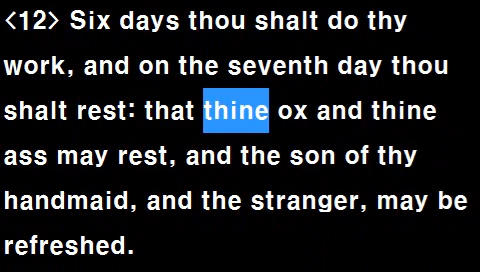 <12> Six days thou shalt do thy
work, and on the seventh day thou
shalt rest: that thine ox and thine
ass may rest, and the son of thy
handmaid, and the stranger, may be
refreshed.